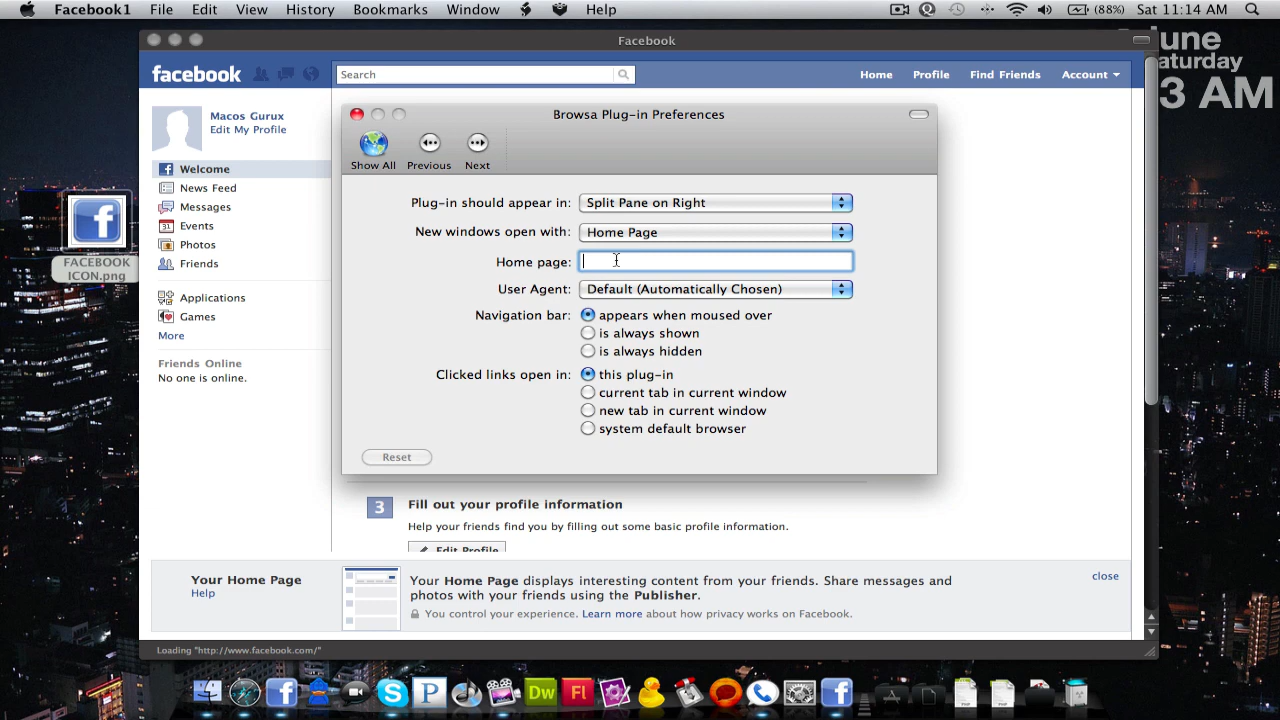 Facebook1 File Edit View History Bookmarks Window Help (88%) Sat 11:14 AM
June
Saturday
3 AM
Facebook
facebook Search Home Profile Find Friends Account
Macos Gurux
Edit My Profile
Welcome
News Feed
Messages
31 Events
Photos
Friends
Applications
Games
More
Friends Online
No one is online.
FACEBOOK
ICON.png
Browsa Plug-in Preferences
Show All Previous Next
Plug-in should appear in: Split Pane on Right
New windows open with: Home Page
Home page:
User Agent: Default (Automatically Chosen)
Navigation bar: appears when moused over
is always shown
is always hidden
Clicked links open in: this plug-in
current tab in current window
new tab in current window
system default browser
Reset
3 Fill out your profile information
Help your friends find you by filling out some basic profile information.
Edit Profile
Your Home Page
Help
Your Home Page displays interesting content from your friends. Share messages and
photos with your friends using the Publisher.
You control your experience. Learn more about how privacy works on Facebook.
close
Loading "http://www.facebook.com/"
Dw Fl